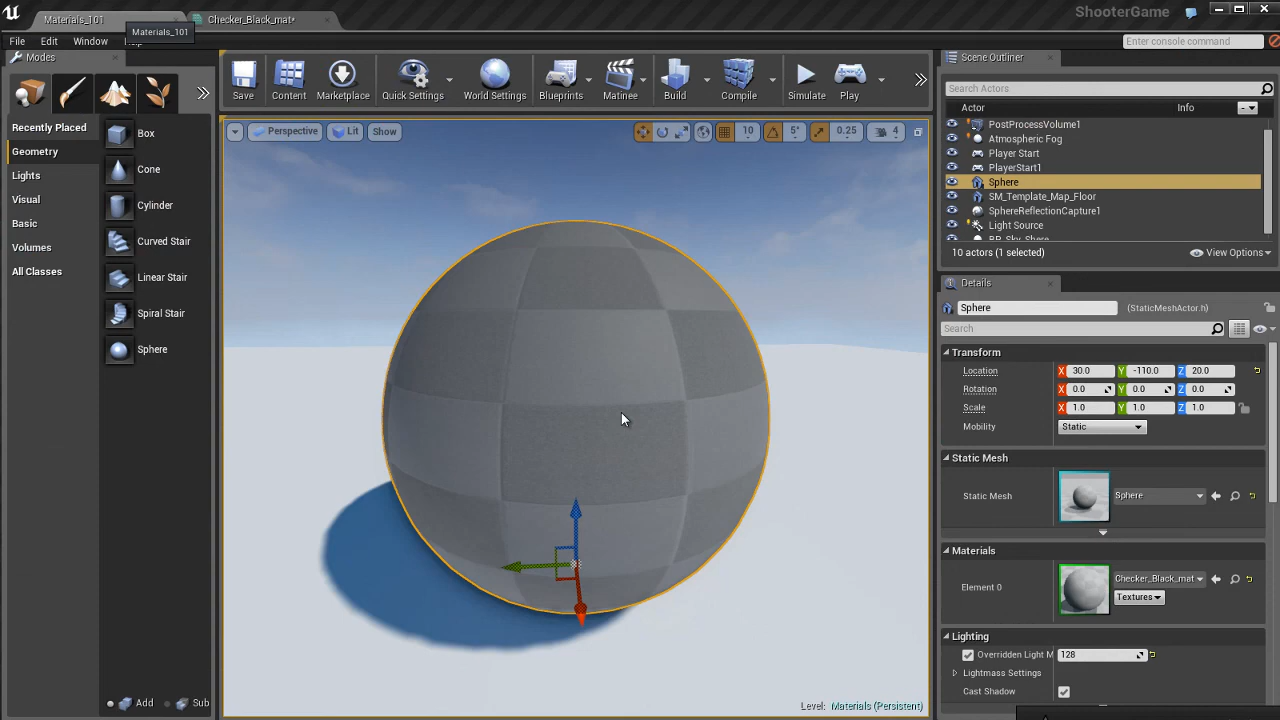 Materials_101
Checker_Black_mat*
ShooterGame
Materials_101
File Edit Window
Enter console command
Modes
Save
Content
Marketplace
Quick Settings
World Settings
Blueprints
Matinee
Build
Compile
Simulate
Play
Scene Outliner
Search Actors
Actor Info
PostProcessVolume1
Atmospheric Fog
Player Start
PlayerStart1
Sphere
SM_Template_Map_Floor
SphereReflectionCapture1
Light Source
BP_Sky_Sphere
10 actors (1 selected)
View Options
Recently Placed
Geometry
Lights
Visual
Basic
Volumes
All Classes
Box
Cone
Cylinder
Curved Stair
Linear Stair
Spiral Stair
Sphere
Add
Sub
Perspective
Lit
Show
10
5°
0.25
4
Level: Materials (Persistent)
Details
Sphere
(StaticMeshActor.h)
Search
Transform
Location X 30.0 Y -110.0 Z 20.0
Rotation X 0.0 Y 0.0 Z 0.0
Scale X 1.0 Y 1.0 Z 1.0
Mobility Static
Static Mesh
Static Mesh Sphere
Materials
Element 0 Checker_Black_mat
Textures
Lighting
Overridden Light M 128
Lightmass Settings
Cast Shadow